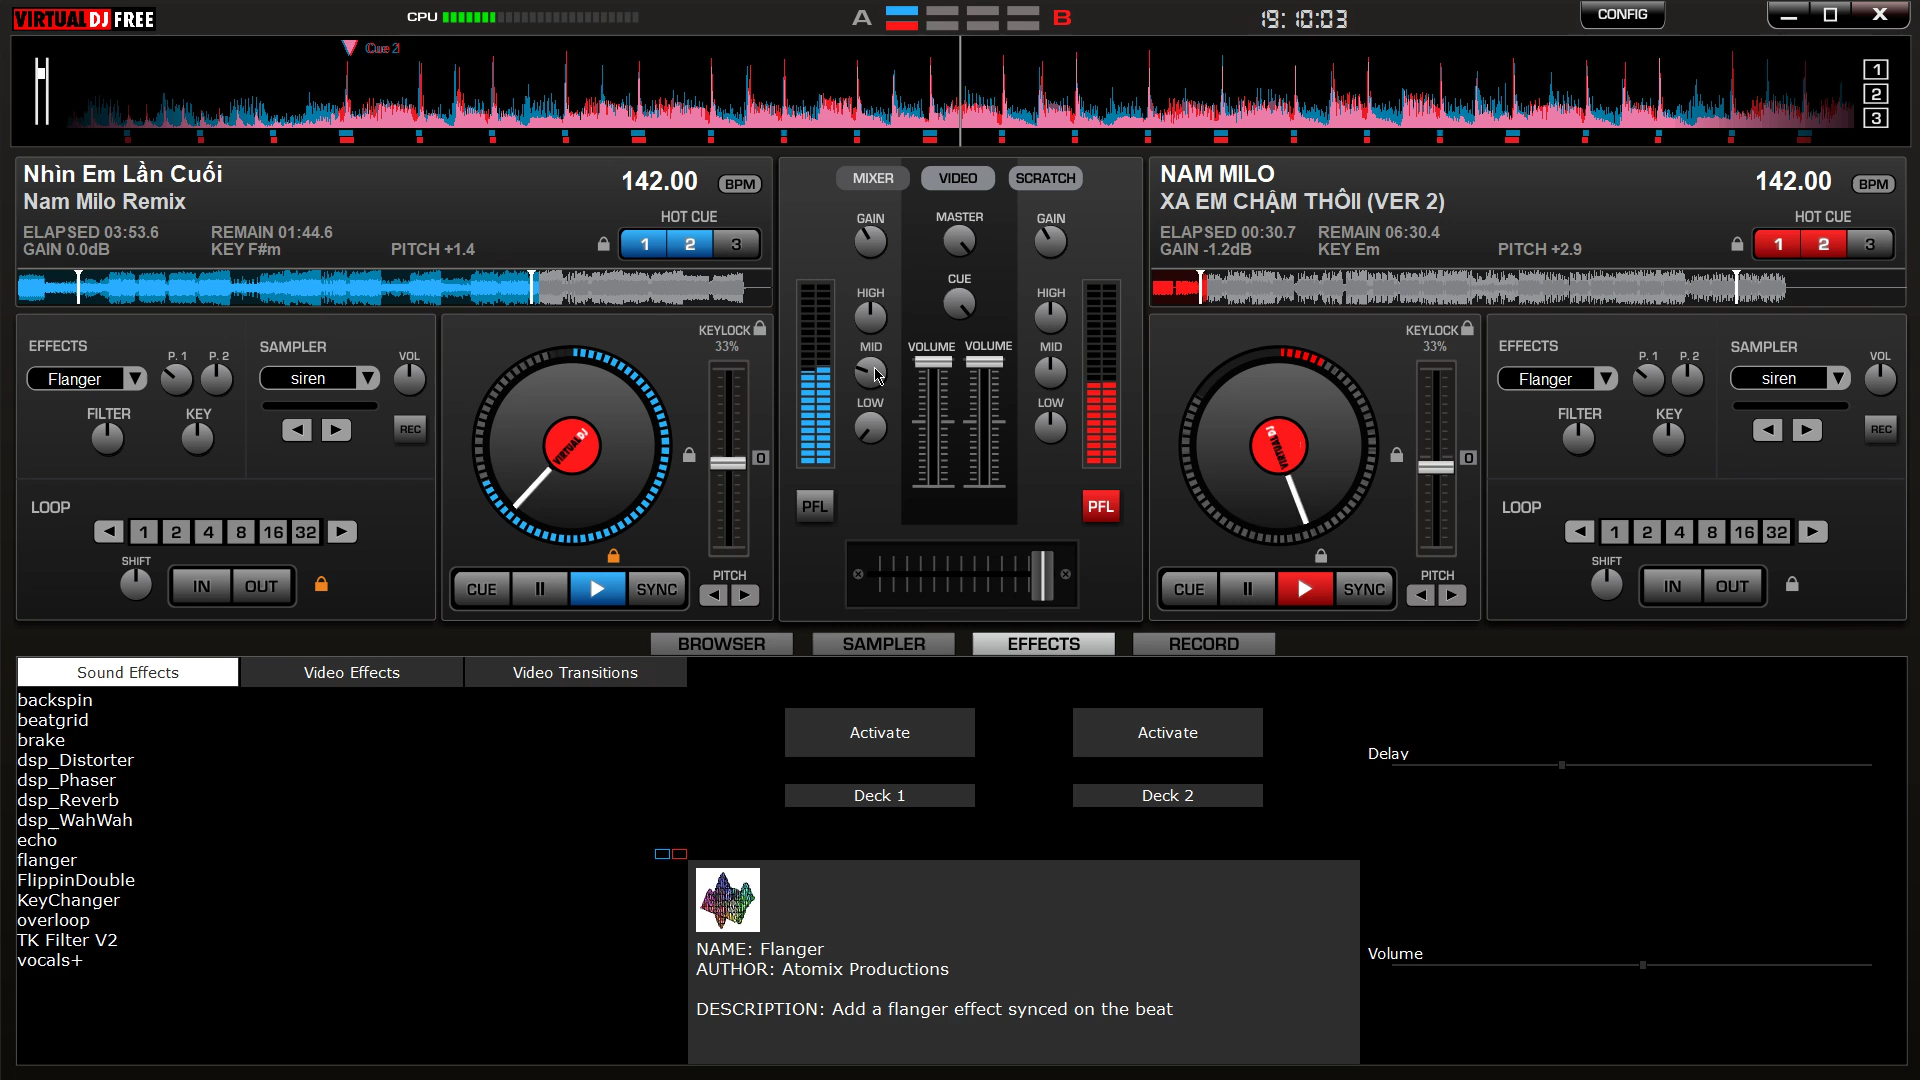 VIRTUAL DJ FREE
CPU
A
B
19:10:03
CONFIG
Cue 2
1
2
3
Nhìn Em Lần Cuối
Nam Milo Remix
142.00 BPM
HOT CUE
ELAPSED 03:53.6 REMAIN 01:44.6
GAIN 0.0dB KEY F#m PITCH +1.4
1 2 3
MIXER VIDEO SCRATCH
GAIN MASTER GAIN
CUE
HIGH HIGH
MID MID
VOLUME VOLUME
LOW LOW
PFL PFL
NAM MILO
XA EM CHẬM THÔII (VER 2)
142.00 BPM
HOT CUE
ELAPSED 00:30.7 REMAIN 06:30.4
GAIN -1.2dB KEY Em PITCH +2.9
1 2 3
EFFECTS
P. 1 P. 2
Flanger
FILTER KEY
SAMPLER
VOL
siren
REC
LOOP
1 2 4 8 16 32
SHIFT
IN OUT
KEYLOCK
33%
0
VIRTUAL DJ
CUE SYNC
PITCH
KEYLOCK
33%
0
VIRTUAL DJ
CUE SYNC
PITCH
EFFECTS
P. 1 P. 2
Flanger
FILTER KEY
SAMPLER
VOL
siren
REC
LOOP
1 2 4 8 16 32
SHIFT
IN OUT
BROWSER SAMPLER EFFECTS RECORD
Sound Effects Video Effects Video Transitions
backspin
beatgrid
brake
dsp_Distorter
dsp_Phaser
dsp_Reverb
dsp_WahWah
echo
flanger
FlippinDouble
KeyChanger
overloop
TK Filter V2
vocals+
Activate Activate
Deck 1 Deck 2
Delay
Volume
NAME: Flanger
AUTHOR: Atomix Productions
DESCRIPTION: Add a flanger effect synced on the beat